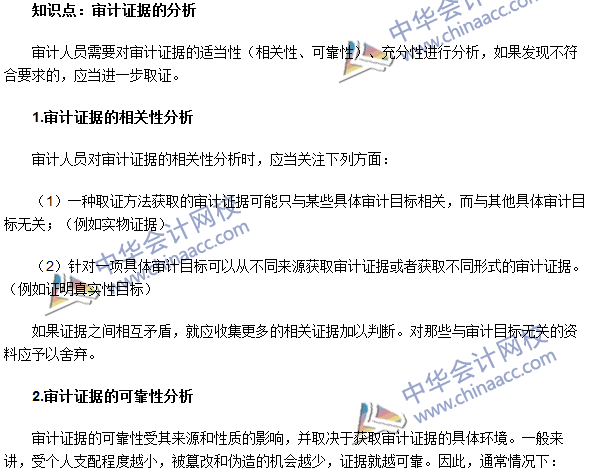 知识点：审计证据的分析
审计人员需要对审计证据的适当性（相关性、可靠性）、充分性进行分析，如果发现不符
合要求的，应当进一步取证。
1.审计证据的相关性分析
审计人员对审计证据的相关性分析时，应当关注下列方面：
（1）一种取证方法获取的审计证据可能只与某些具体审计目标相关，而与其他具体审计目
标无关；（例如实物证据）
（2）针对一项具体审计目标可以从不同来源获取审计证据或者获取不同形式的审计证据。
（例如证明真实性目标）
如果证据之间相互矛盾，就应收集更多的相关证据加以判断。对那些与审计目标无关的资
料应予以舍弃。
2.审计证据的可靠性分析
审计证据的可靠性受其来源和性质的影响，并取决于获取审计证据的具体环境。一般来
讲，受个人支配程度越小，被篡改和伪造的机会越少，证据就越可靠。因此，通常情况下：
中华会计网校
www.chinaacc.com
中华会计网校
www.chinaacc.com
中华会计网校
www.chinaacc.com